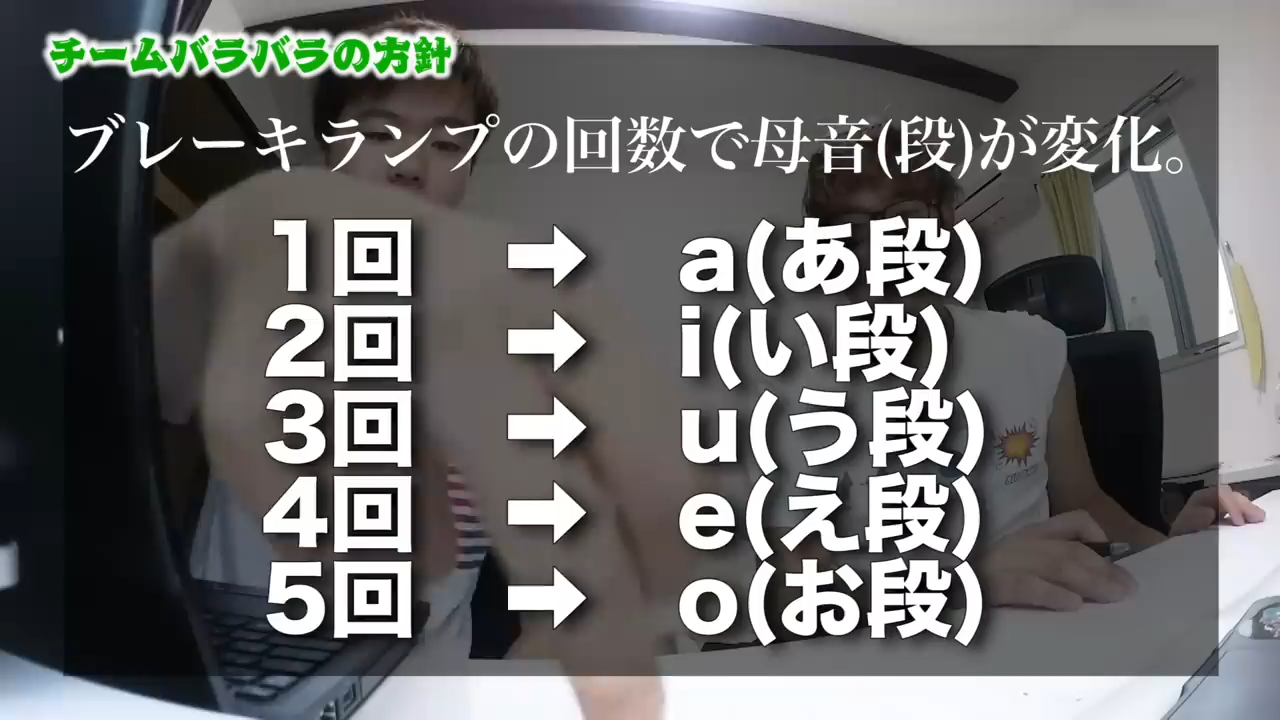 チームバラバラの方針
ブレーキランプの回数で母音(段)が変化。
1回 ➡ a(あ段)
2回 ➡ i(い段)
3回 ➡ u(う段)
4回 ➡ e(え段)
5回 ➡ o(お段)